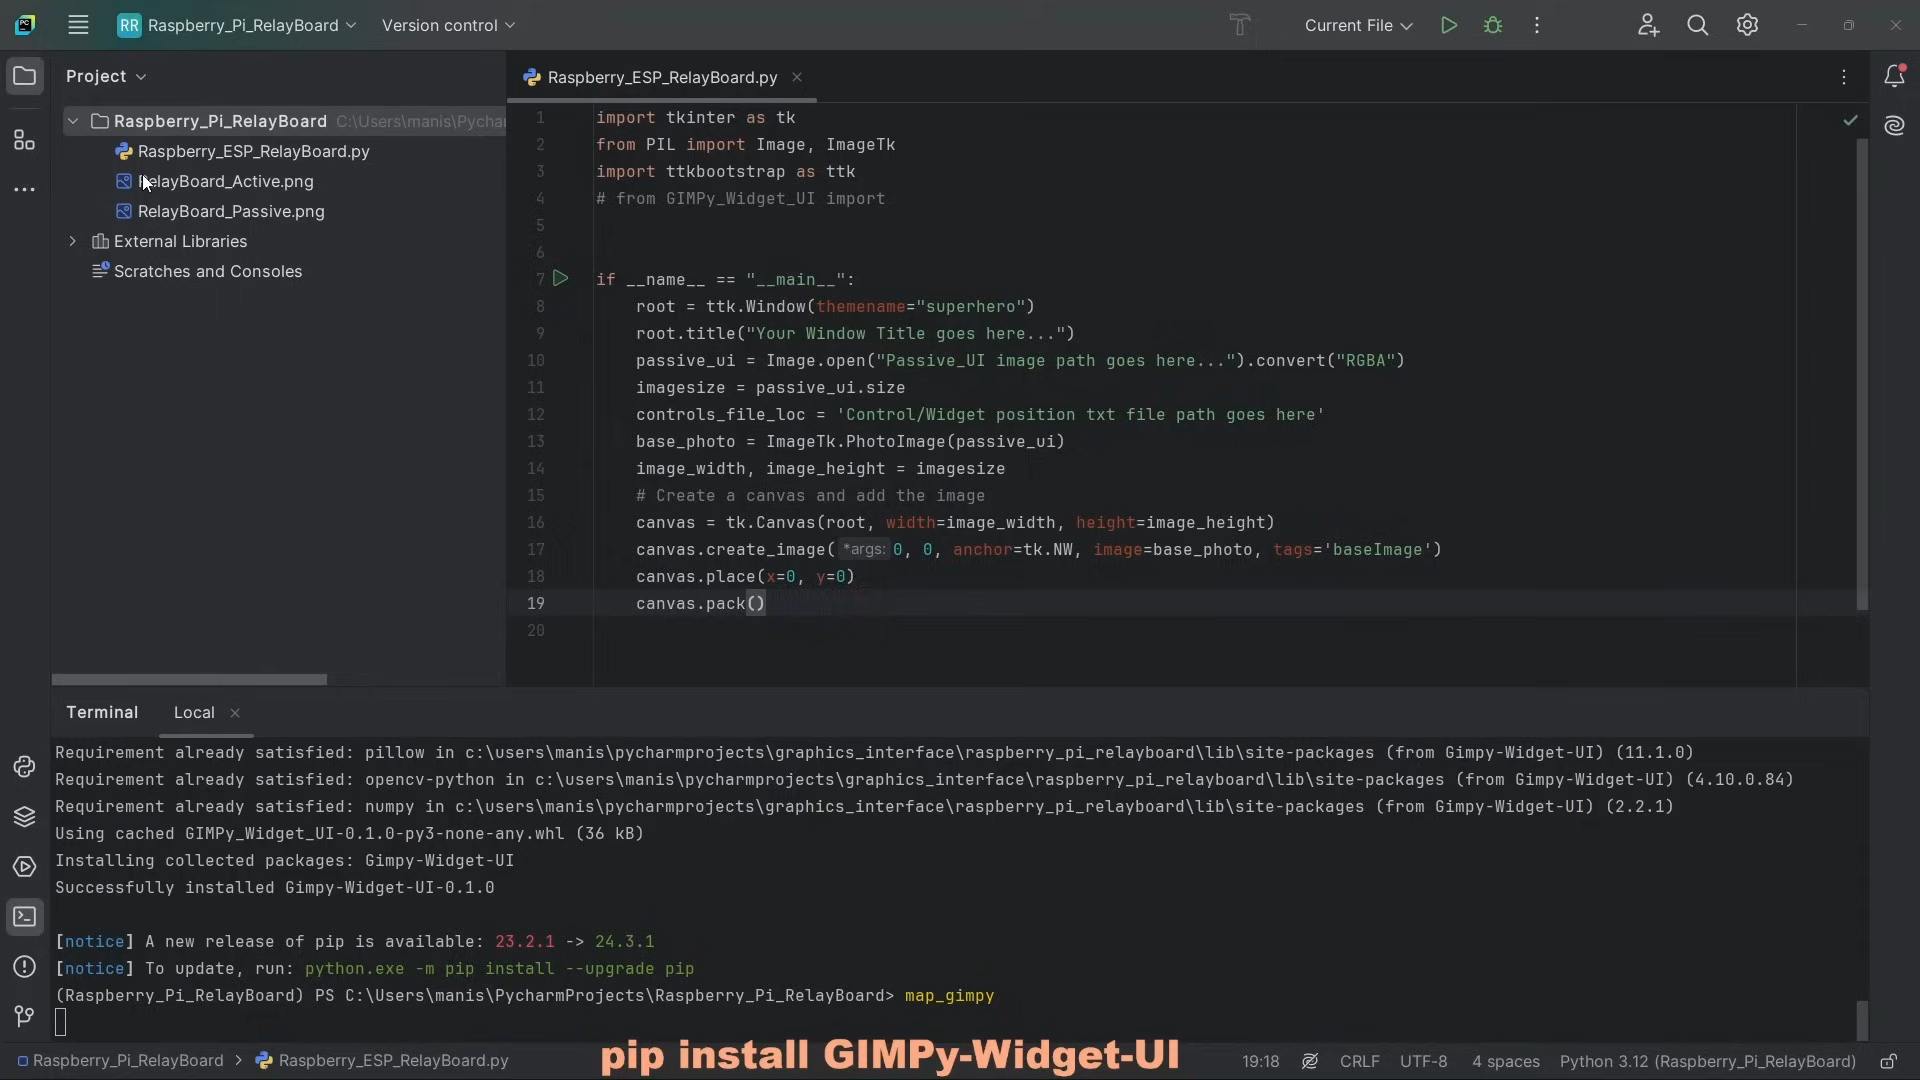 RR Raspberry_Pi_RelayBoard Version control Current File
Project
Raspberry_ESP_RelayBoard.py
Raspberry_Pi_RelayBoard C:\Users\manis\Pychar
Raspberry_ESP_RelayBoard.py
RelayBoard_Active.png
RelayBoard_Passive.png
External Libraries
Scratches and Consoles
1 import tkinter as tk
2 from PIL import Image, ImageTk
3 import ttkbootstrap as ttk
4 # from GIMPy_Widget_UI import
5
6
7 if __name__ == "__main__":
8 root = ttk.Window(themename="superhero")
9 root.title("Your Window Title goes here...")
10 passive_ui = Image.open("Passive_UI image path goes here...").convert("RGBA")
11 imagesize = passive_ui.size
12 controls_file_loc = 'Control/Widget position txt file path goes here'
13 base_photo = ImageTk.PhotoImage(passive_ui)
14 image_width, image_height = imagesize
15 # Create a canvas and add the image
16 canvas = tk.Canvas(root, width=image_width, height=image_height)
17 canvas.create_image( *args: 0, 0, anchor=tk.NW, image=base_photo, tags='baseImage')
18 canvas.place(x=0, y=0)
19 canvas.pack()
20
Terminal Local
Requirement already satisfied: pillow in c:\users\manis\pycharmprojects\graphics_interface\raspberry_pi_relayboard\lib\site-packages (from Gimpy-Widget-UI) (11.1.0)
Requirement already satisfied: opencv-python in c:\users\manis\pycharmprojects\graphics_interface\raspberry_pi_relayboard\lib\site-packages (from Gimpy-Widget-UI) (4.10.0.84)
Requirement already satisfied: numpy in c:\users\manis\pycharmprojects\graphics_interface\raspberry_pi_relayboard\lib\site-packages (from Gimpy-Widget-UI) (2.2.1)
Using cached GIMPy_Widget_UI-0.1.0-py3-none-any.whl (36 kB)
Installing collected packages: Gimpy-Widget-UI
Successfully installed Gimpy-Widget-UI-0.1.0
[notice] A new release of pip is available: 23.2.1 -> 24.3.1
[notice] To update, run: python.exe -m pip install --upgrade pip
(Raspberry_Pi_RelayBoard) PS C:\Users\manis\PycharmProjects\Raspberry_Pi_RelayBoard> map_gimpy
pip install GIMPy-Widget-UI
Raspberry_Pi_RelayBoard > Raspberry_ESP_RelayBoard.py 19:18 CRLF UTF-8 4 spaces Python 3.12 (Raspberry_Pi_RelayBoard)